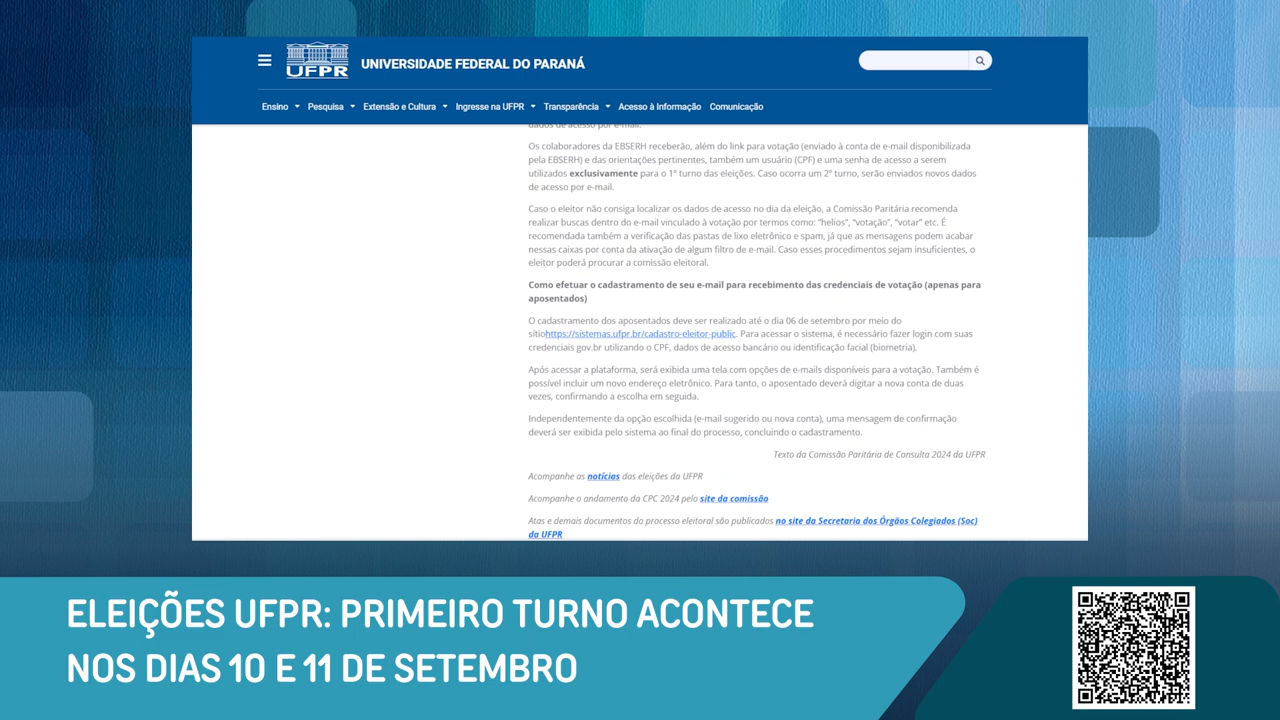 UFPR
UNIVERSIDADE FEDERAL DO PARANÁ
Ensino Pesquisa Extensão e Cultura Ingresse na UFPR Transparência Acesso à Informação Comunicação
dados de acesso por e-mail.
Os colaboradores da EBSERH receberão, além do link para votação (enviado à conta de e-mail disponibilizada
pela EBSERH) e das orientações pertinentes, também um usuário (CPF) e uma senha de acesso a serem
utilizados exclusivamente para o 1º turno das eleições. Caso ocorra um 2º turno, serão enviados novos dados
de acesso por e-mail.
Caso o eleitor não consiga localizar os dados de acesso no dia da eleição, a Comissão Paritária recomenda
realizar buscas dentro do e-mail vinculado à votação por termos como: “helios”, “votação”, “votar” etc. É
recomendada também a verificação das pastas de lixo eletrônico e spam, já que as mensagens podem acabar
nessas caixas por conta da ativação de algum filtro de e-mail. Caso esses procedimentos sejam insuficientes, o
eleitor poderá procurar a comissão eleitoral.
Como efetuar o cadastramento de seu e-mail para recebimento das credenciais de votação (apenas para
aposentados)
O cadastramento dos aposentados deve ser realizado até o dia 06 de setembro por meio do
sítiohttps://sistemas.ufpr.br/cadastro-eleitor-public. Para acessar o sistema, é necessário fazer login com suas
credenciais gov.br utilizando o CPF, dados de acesso bancário ou identificação facial (biometria).
Após acessar a plataforma, será exibida uma tela com opções de e-mails disponíveis para a votação. Também é
possível incluir um novo endereço eletrônico. Para tanto, o aposentado deverá digitar a nova conta de duas
vezes, confirmando a escolha em seguida.
Independentemente da opção escolhida (e-mail sugerido ou nova conta), uma mensagem de confirmação
deverá ser exibida pelo sistema ao final do processo, concluindo o cadastramento.
Texto da Comissão Paritária de Consulta 2024 da UFPR
Acompanhe as notícias das eleições da UFPR
Acompanhe o andamento da CPC 2024 pelo site da comissão
Atas e demais documentos do processo eleitoral são publicados no site da Secretaria dos Órgãos Colegiados (Soc)
da UFPR
ELEIÇÕES UFPR: PRIMEIRO TURNO ACONTECE
NOS DIAS 10 E 11 DE SETEMBRO